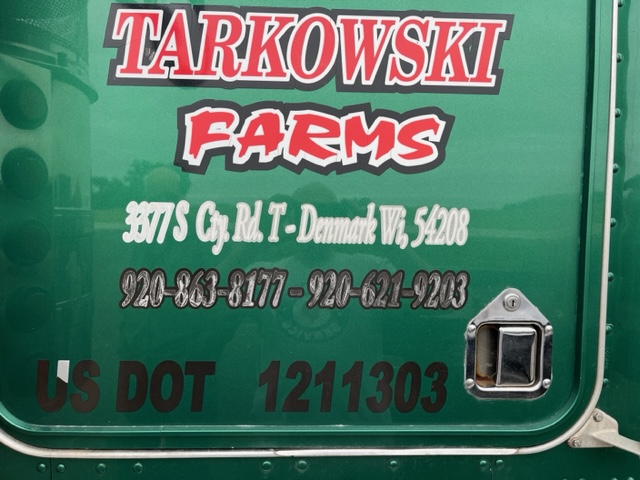 TARKOWSKI
FARMS
3377 S Cty. Rd. T - Denmark Wi, 54208
920-863-8177 - 920-621-9203
US DOT 1211303